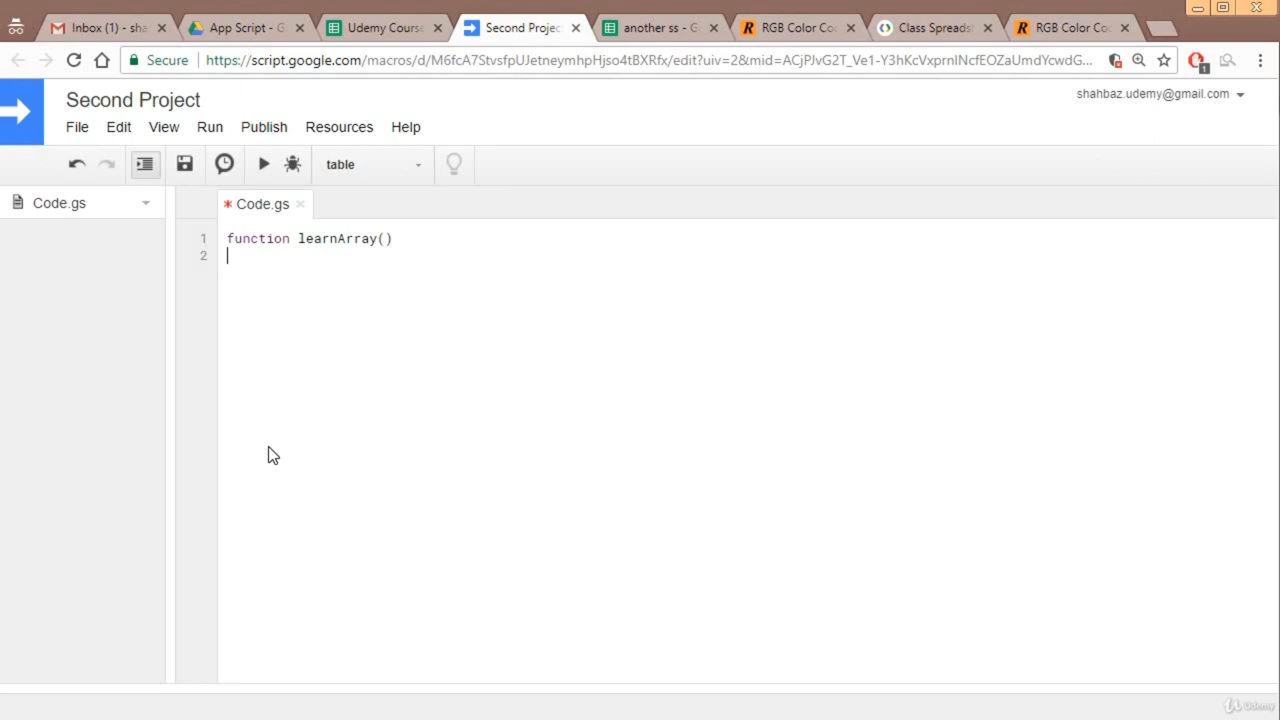 Inbox (1) - sha
App Script - G
Udemy Course
Second Projec
another ss - G
RGB Color Co
Class Spreads
RGB Color Co
Secure
https://script.google.com/macros/d/M6fcA7StvsfpUJetneymhpHjso4tBXRfx/edit?uiv=2&mid=ACjPJvG2T_Ve1-Y3hKcVxprnINcfEOZaUmdYcwdG...
1
Second Project
shahbaz.udemy@gmail.com
File Edit View Run Publish Resources Help
table
Code.gs
* Code.gs
1 function learnArray()
2
Udemy